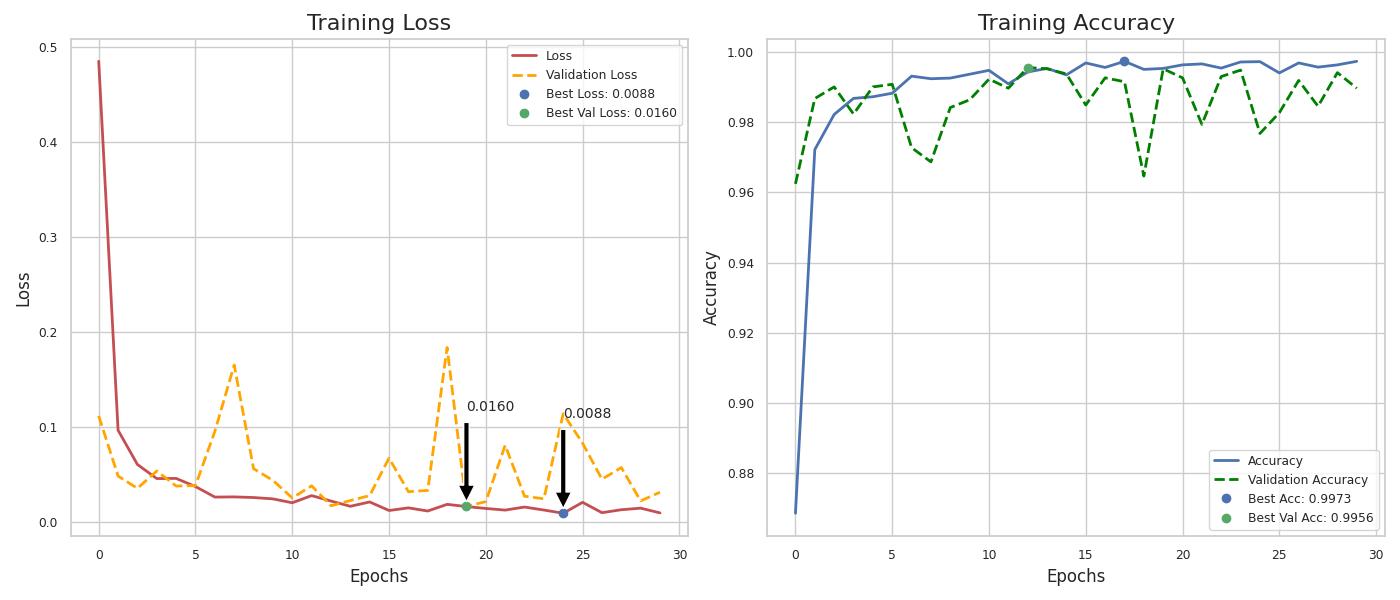 Training Loss
0.5
0.4
0.3
0.2
0.1
0.0
Loss
Loss
Validation Loss
Best Loss: 0.0088
Best Val Loss: 0.0160
0.0160
0.0088
0 5 10 15 20 25 30
Epochs
Training Accuracy
1.00
0.98
0.96
0.94
0.92
0.90
0.88
Accuracy
Accuracy
Validation Accuracy
Best Acc: 0.9973
Best Val Acc: 0.9956
0 5 10 15 20 25 30
Epochs